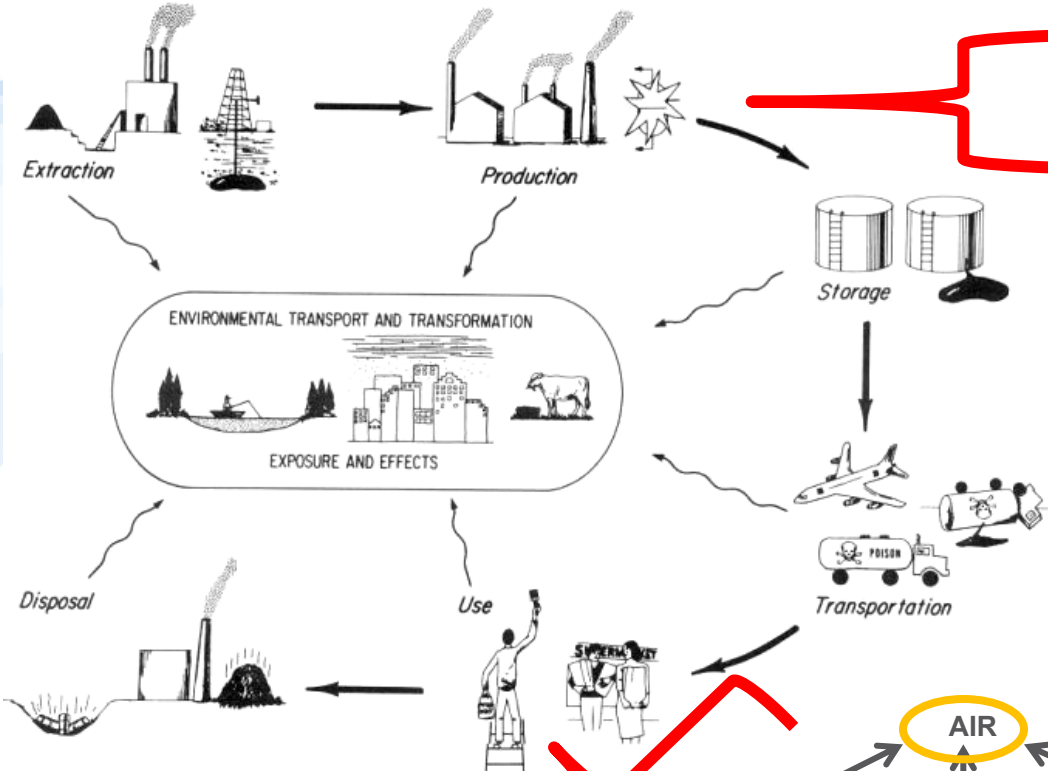 Extraction
Production
Storage
ENVIRONMENTAL TRANSPORT AND TRANSFORMATION
EXPOSURE AND EFFECTS
POISON
Disposal
Use
Transportation
AIR